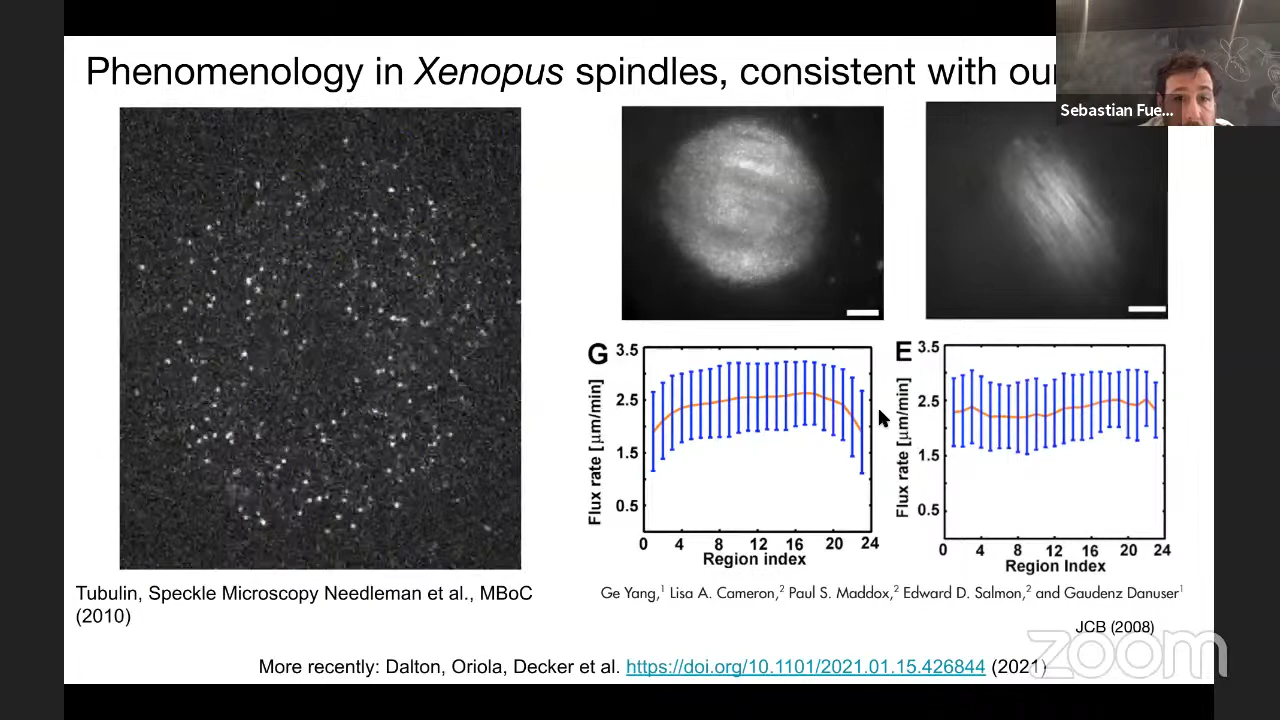 Phenomenology in Xenopus spindles, consistent with our
Sebastian Fue...
G
3.5
2.5
1.5
0.5
Flux rate [μm/min]
0 4 8 12 16 20 24
Region index
E
3.5
2.5
1.5
0.5
Flux rate [μm/min]
0 4 8 12 16 20 24
Region Index
Tubulin, Speckle Microscopy Needleman et al., MBoC
(2010)
Ge Yang,1 Lisa A. Cameron,2 Paul S. Maddox,2 Edward D. Salmon,2 and Gaudenz Danuser1
JCB (2008)
More recently: Dalton, Oriola, Decker et al. https://doi.org/10.1101/2021.01.15.426844 (2021)
zoom